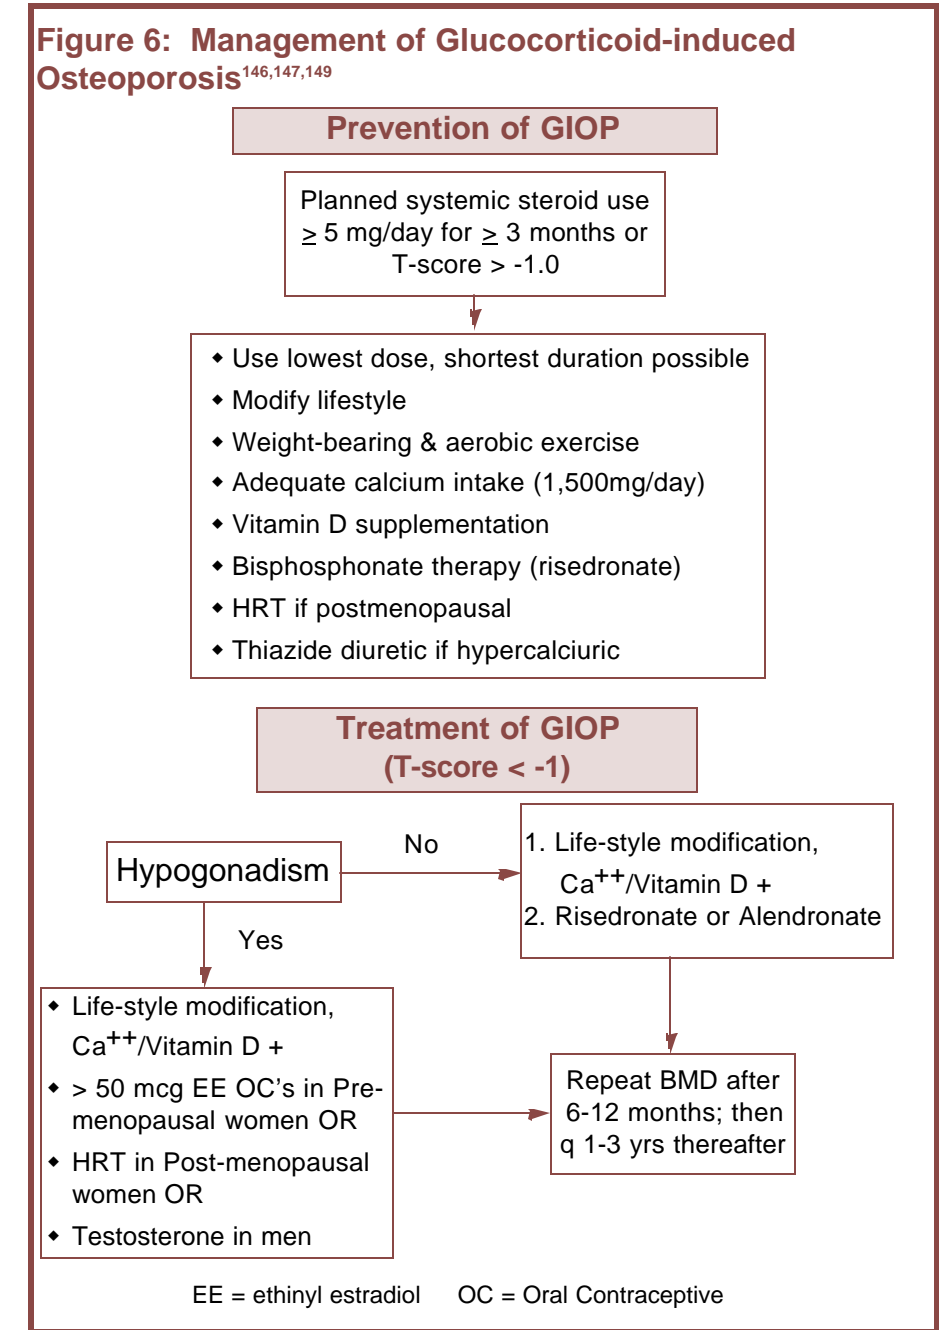 Figure 6: Management of Glucocorticoid-induced
Osteoporosis146,147,149
Prevention of GIOP
Planned systemic steroid use
≥ 5 mg/day for ≥ 3 months or
T-score > -1.0
◆ Use lowest dose, shortest duration possible
◆ Modify lifestyle
◆ Weight-bearing & aerobic exercise
◆ Adequate calcium intake (1,500mg/day)
◆ Vitamin D supplementation
◆ Bisphosphonate therapy (risedronate)
◆ HRT if postmenopausal
◆ Thiazide diuretic if hypercalciuric
Treatment of GIOP
(T-score < -1)
Hypogonadism
No
1. Life-style modification,
Ca++/Vitamin D +
2. Risedronate or Alendronate
Yes
◆ Life-style modification,
Ca++/Vitamin D +
◆ > 50 mcg EE OC's in Pre-
menopausal women OR
◆ HRT in Post-menopausal
women OR
◆ Testosterone in men
Repeat BMD after
6-12 months; then
q 1-3 yrs thereafter
EE = ethinyl estradiol OC = Oral Contraceptive